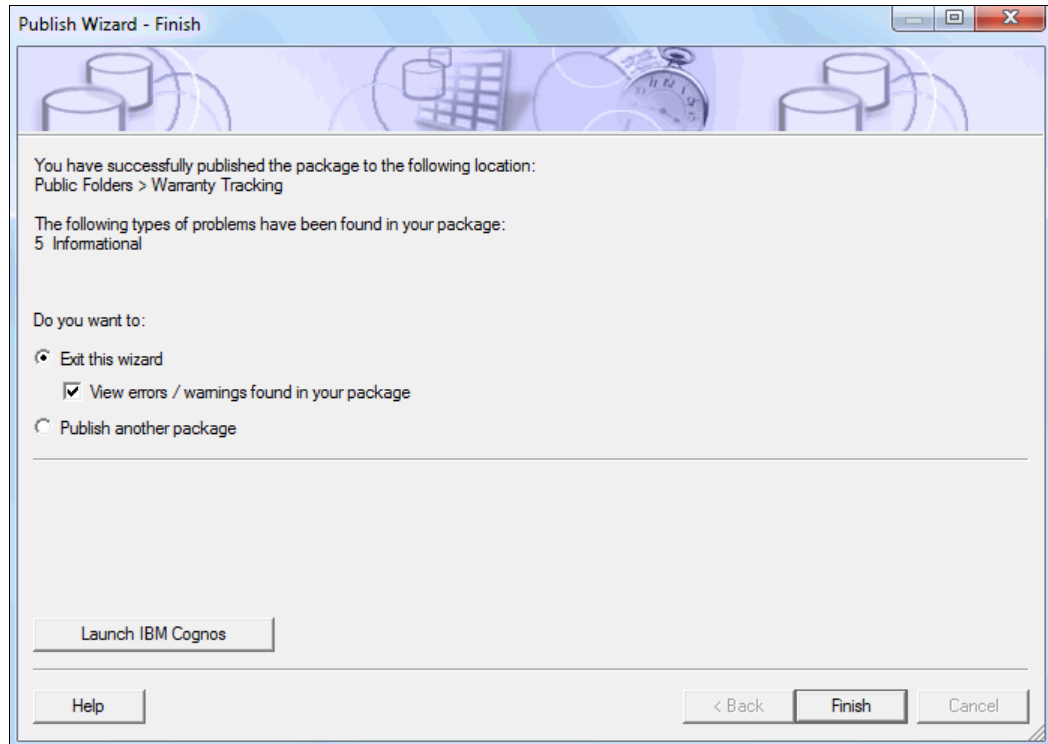 Publish Wizard - Finish
You have successfully published the package to the following location:
Public Folders > Warranty Tracking
The following types of problems have been found in your package:
5 Informational
Do you want to:
Exit this wizard
View errors / warnings found in your package
Publish another package
Launch IBM Cognos
Help
< Back
Finish
Cancel